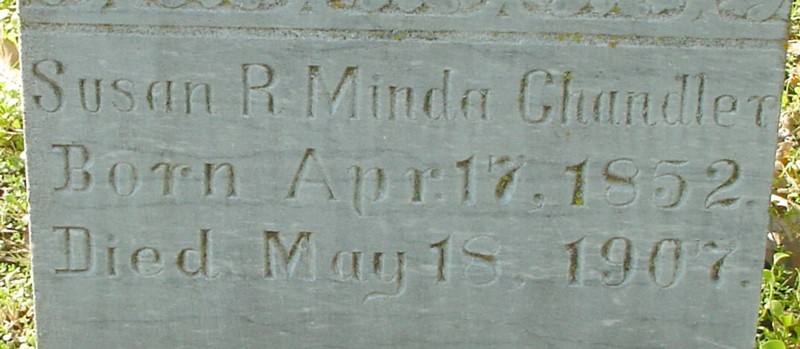 Susan R Minda Chandler
Born Apr. 17, 1852.
Died May 18, 1907.